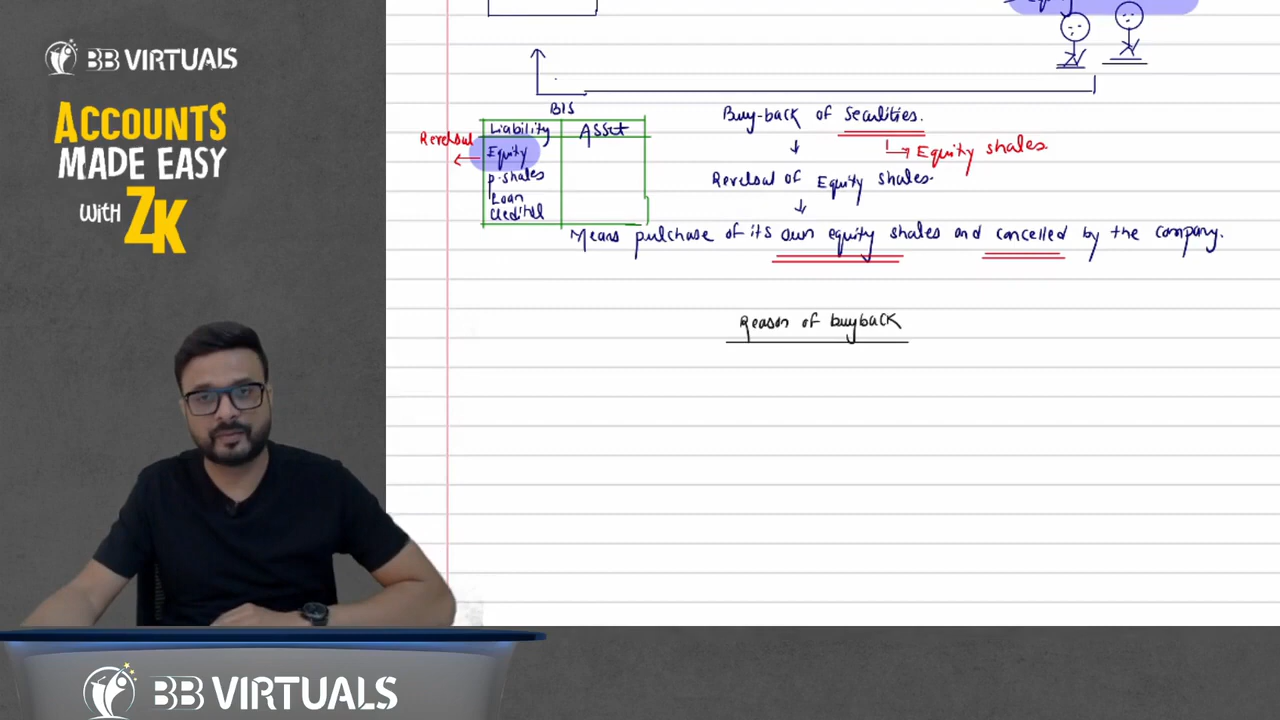 BB VIRTUALS
ACCOUNTS
MADE EASY
WITH ZK
Equity
B/S
Liability Asset
Reversal
Equity
p. shares
Loan
Creditor
Buy-back of Securities.
Equity shares.
Reversal of Equity shares.
Means purchase of its own equity shares and cancelled by the company.
Reason of buyback
BB VIRTUALS